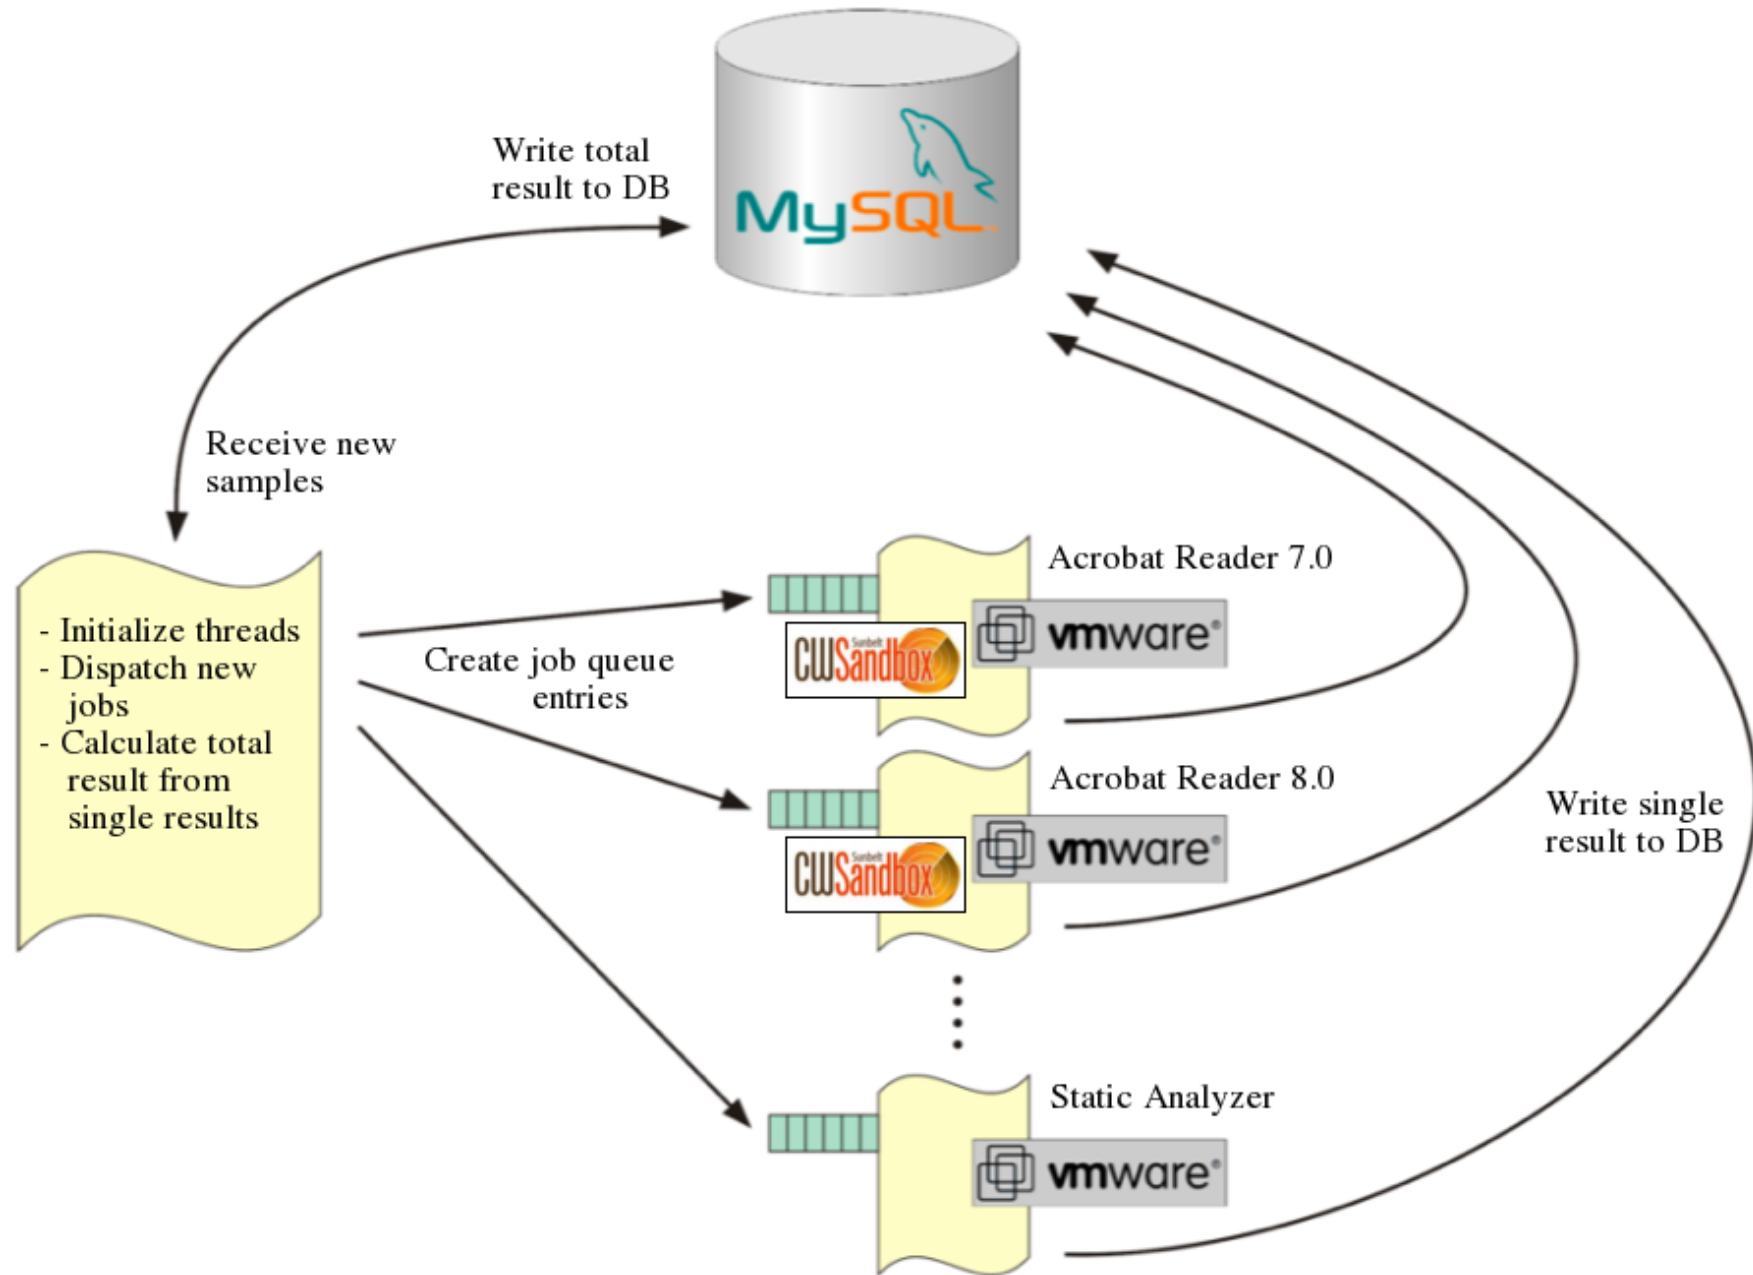 Write total
result to DB
MySQL
Receive new
samples
- Initialize threads
- Dispatch new
jobs
- Calculate total
result from
single results
Create job queue
entries
Acrobat Reader 7.0
vmware®
Sunbelt
CWSandbox
Acrobat Reader 8.0
vmware®
Sunbelt
CWSandbox
Write single
result to DB
Static Analyzer
vmware®